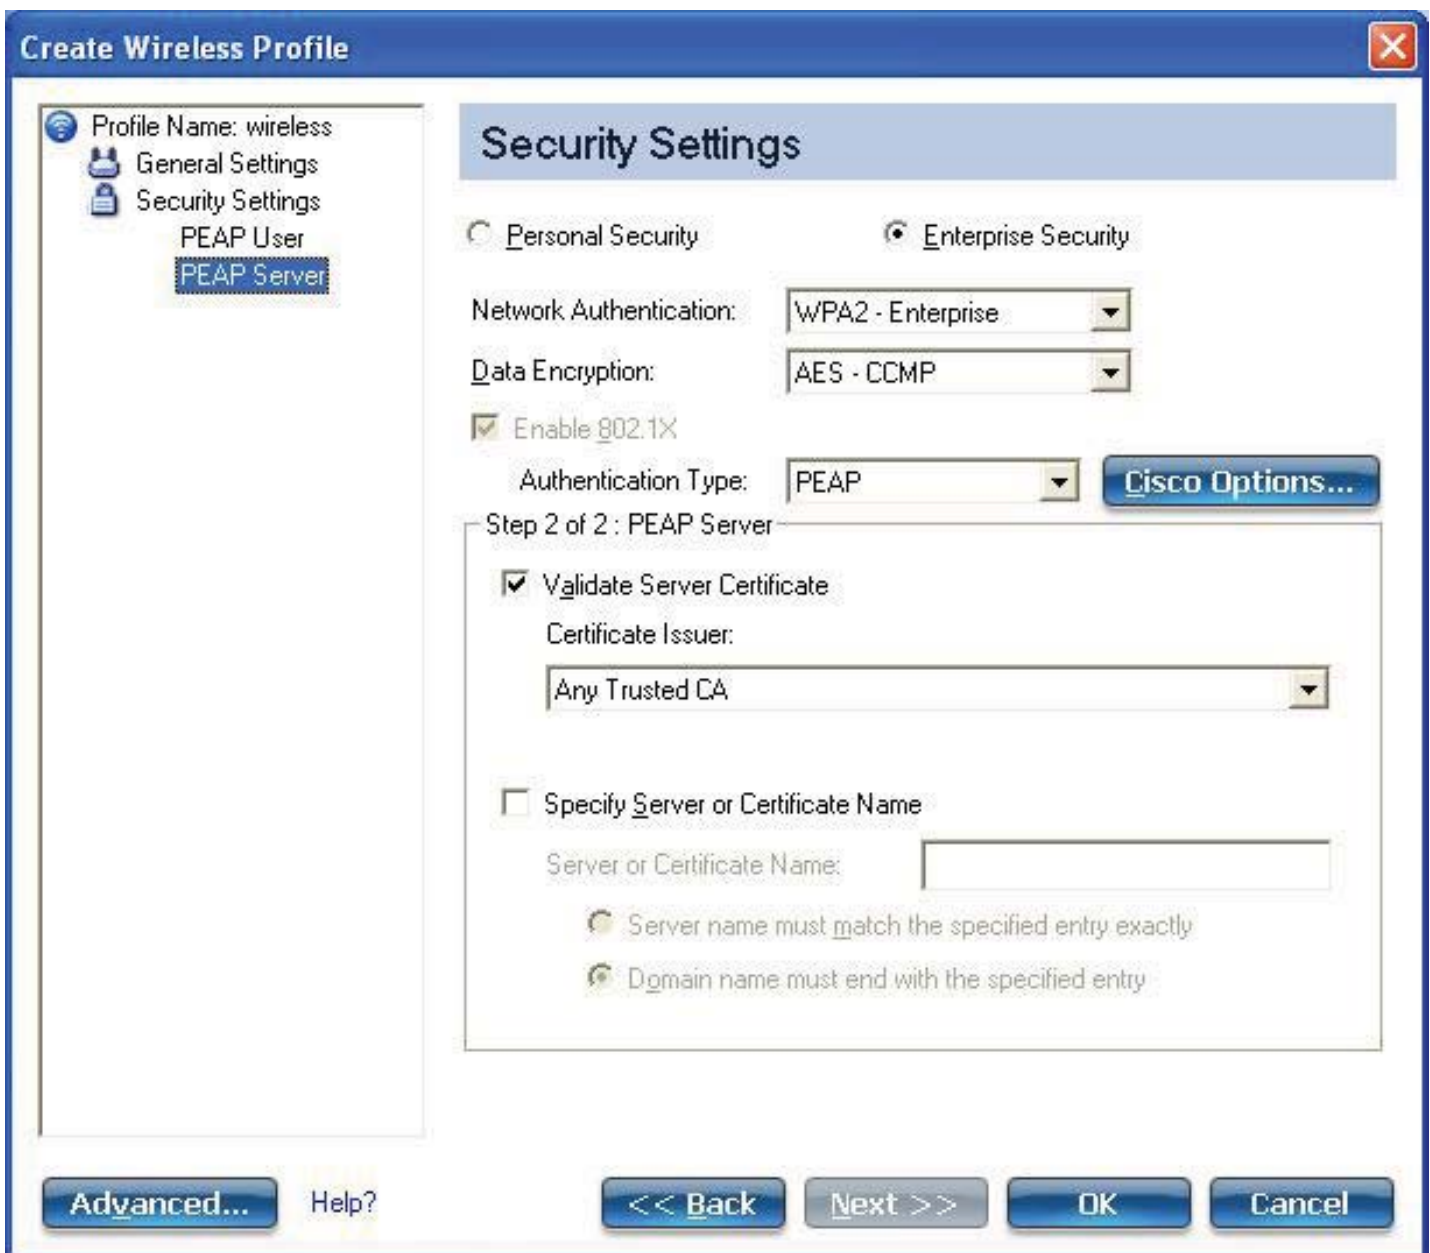 Create Wireless Profile
Profile Name: wireless
General Settings
Security Settings
PEAP User
PEAP Server
Security Settings
Personal Security
Enterprise Security
Network Authentication:
WPA2 - Enterprise
Data Encryption:
AES - CCMP
Enable 802.1X
Authentication Type:
PEAP
Cisco Options...
Step 2 of 2 : PEAP Server
Validate Server Certificate
Certificate Issuer:
Any Trusted CA
Specify Server or Certificate Name
Server or Certificate Name:
Server name must match the specified entry exactly
Domain name must end with the specified entry
Advanced...
Help?
<< Back
Next >>
OK
Cancel